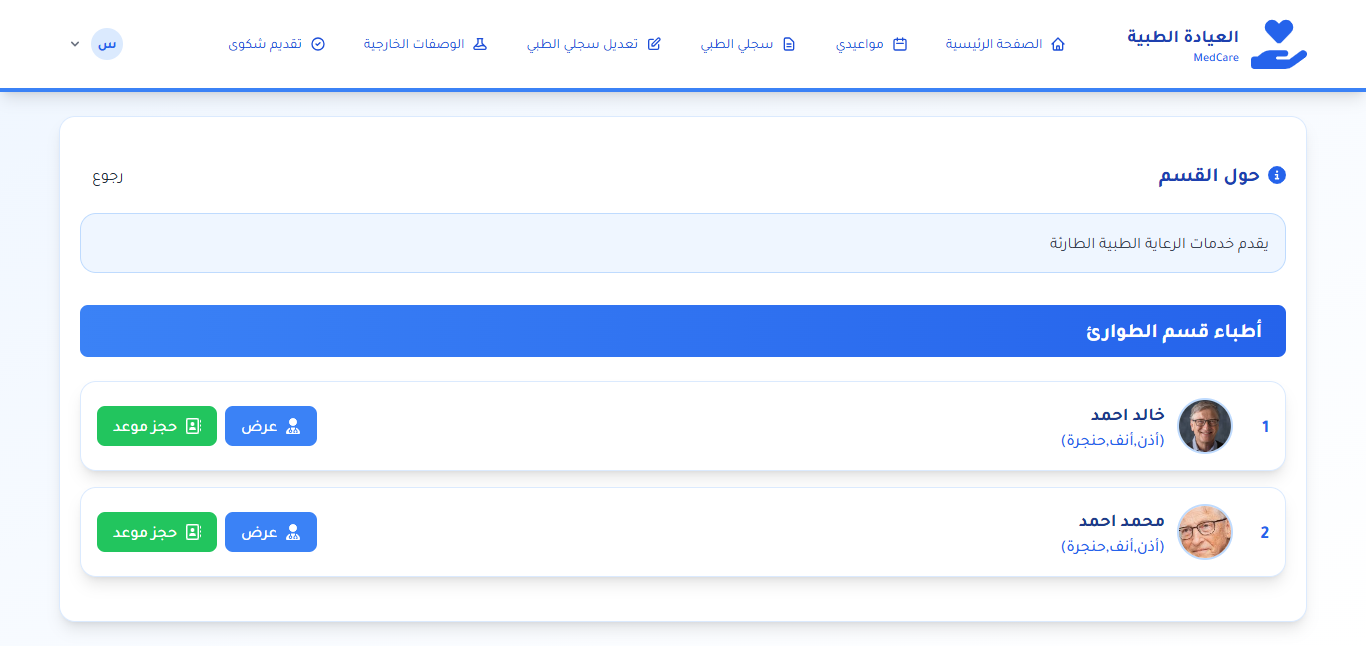 العيادة الطبية
MedCare
الصفحة الرئيسية
مواعيدي
سجلي الطبي
تعديل سجلي الطبي
الوصفات الخارجية
تقديم شكوى
س
حول القسم
رجوع
يقدم خدمات الرعاية الطبية الطارئة
أطباء قسم الطوارئ
1
خالد احمد
(أذن,أنف,حنجرة)
عرض
حجز موعد
2
محمد احمد
(أذن,أنف,حنجرة)
عرض
حجز موعد